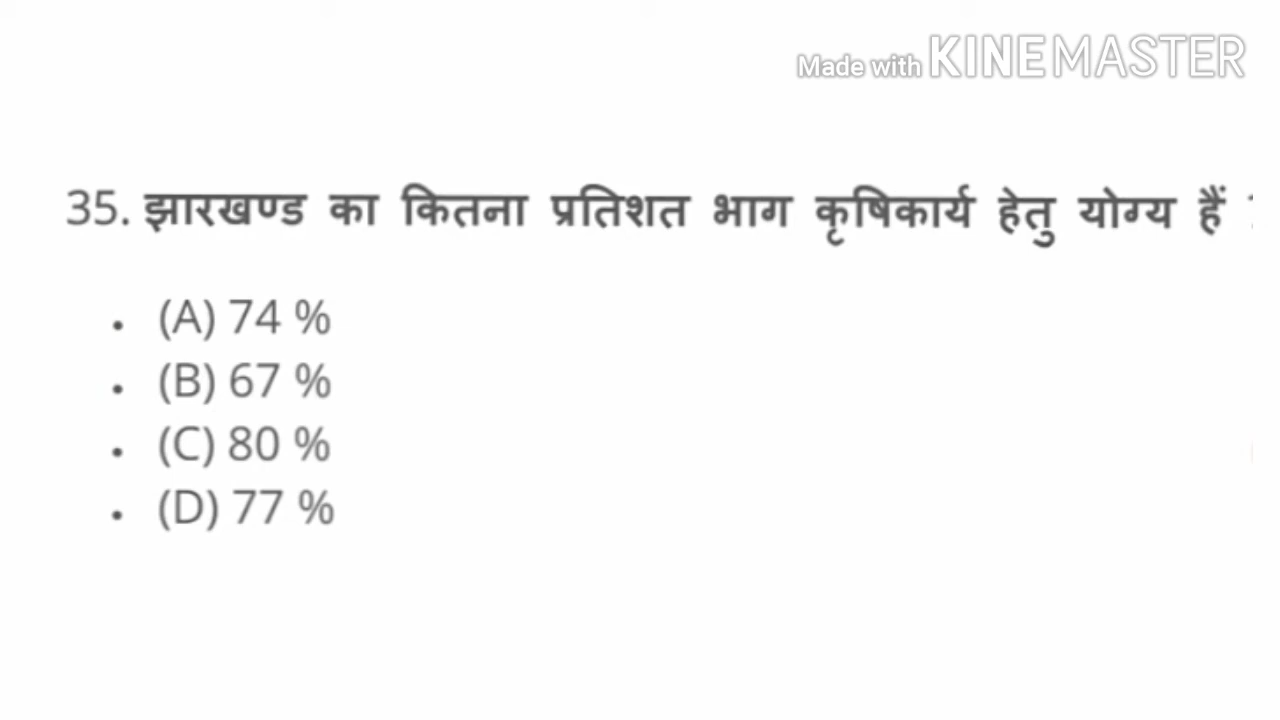 Made with KINEMASTER
35. झारखण्ड का कितना प्रतिशत भाग कृषिकार्य हेतु योग्य हैं
(A) 74 %
(B) 67 %
(C) 80 %
(D) 77 %